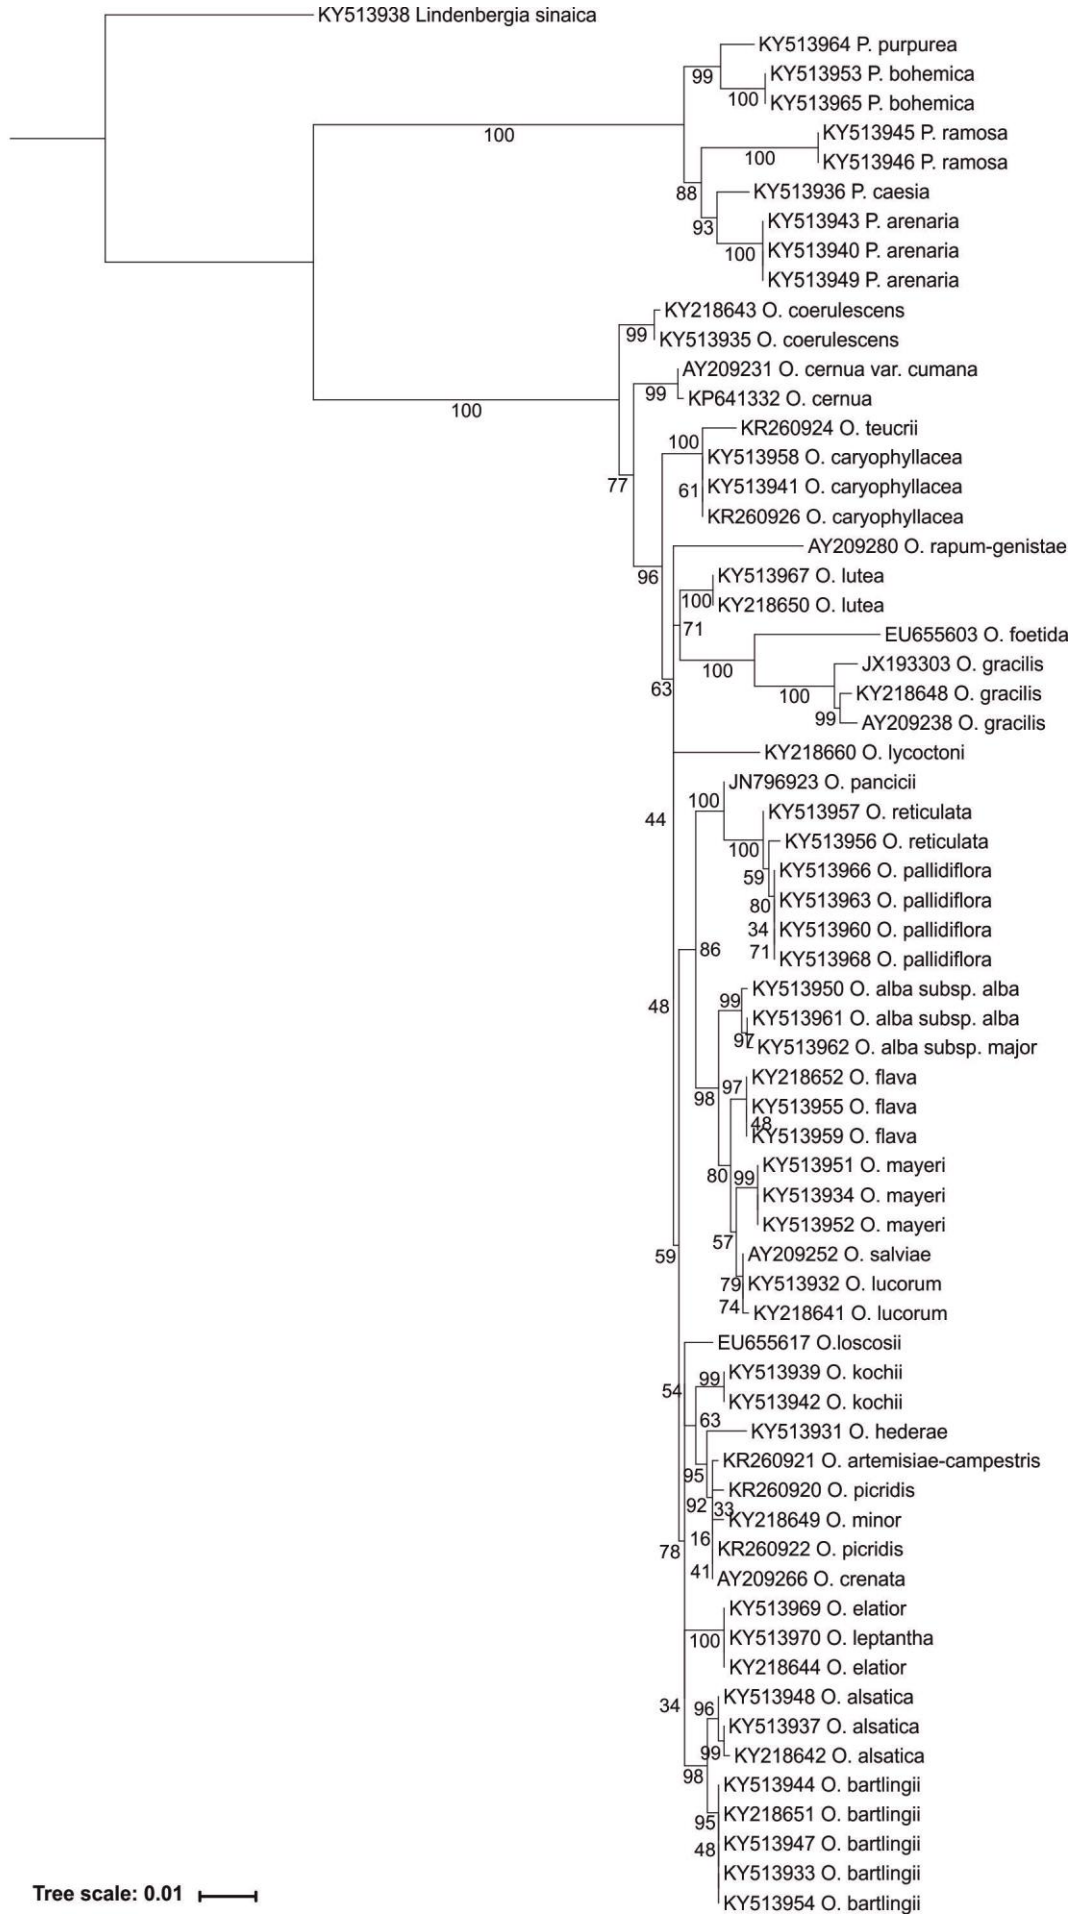 KY513938 Lindenbergia sinaica
KY513964 P. purpurea
99
KY513953 P. bohemica
100
KY513965 P. bohemica
100
KY513945 P. ramosa
100
KY513946 P. ramosa
88
KY513936 P. caesia
93
KY513943 P. arenaria
100
KY513940 P. arenaria
KY513949 P. arenaria
KY218643 O. coerulescens
99
KY513935 O. coerulescens
AY209231 O. cernua var. cumana
99
KP641332 O. cernua
100
KR260924 O. teucrii
100
KY513958 O. caryophyllacea
77
61
KY513941 O. caryophyllacea
KR260926 O. caryophyllacea
AY209280 O. rapum-genistae
96
KY513967 O. lutea
100
KY218650 O. lutea
71
EU655603 O. foetida
100
JX193303 O. gracilis
63
100
KY218648 O. gracilis
99
AY209238 O. gracilis
KY218660 O. lycoctoni
JN796923 O. pancicii
100
44
KY513957 O. reticulata
100
KY513956 O. reticulata
59
KY513966 O. pallidiflora
80
KY513963 O. pallidiflora
34
KY513960 O. pallidiflora
86
71
KY513968 O. pallidiflora
48
99
KY513950 O. alba subsp. alba
KY513961 O. alba subsp. alba
97
KY513962 O. alba subsp. major
98
97
KY218652 O. flava
KY513955 O. flava
48
KY513959 O. flava
80
99
KY513951 O. mayeri
KY513934 O. mayeri
KY513952 O. mayeri
59
57
AY209252 O. salviae
79
KY513932 O. lucorum
74
KY218641 O. lucorum
EU655617 O.loscosii
54
99
KY513939 O. kochii
KY513942 O. kochii
63
KY513931 O. hederae
95
KR260921 O. artemisiae-campestris
KR260920 O. picridis
92
33
KY218649 O. minor
78
16
KR260922 O. picridis
41
AY209266 O. crenata
KY513969 O. elatior
100
KY513970 O. leptantha
KY218644 O. elatior
34
96
KY513948 O. alsatica
KY513937 O. alsatica
99
KY218642 O. alsatica
98
KY513944 O. bartlingii
95
KY218651 O. bartlingii
48
KY513947 O. bartlingii
KY513933 O. bartlingii
KY513954 O. bartlingii
Tree scale: 0.01